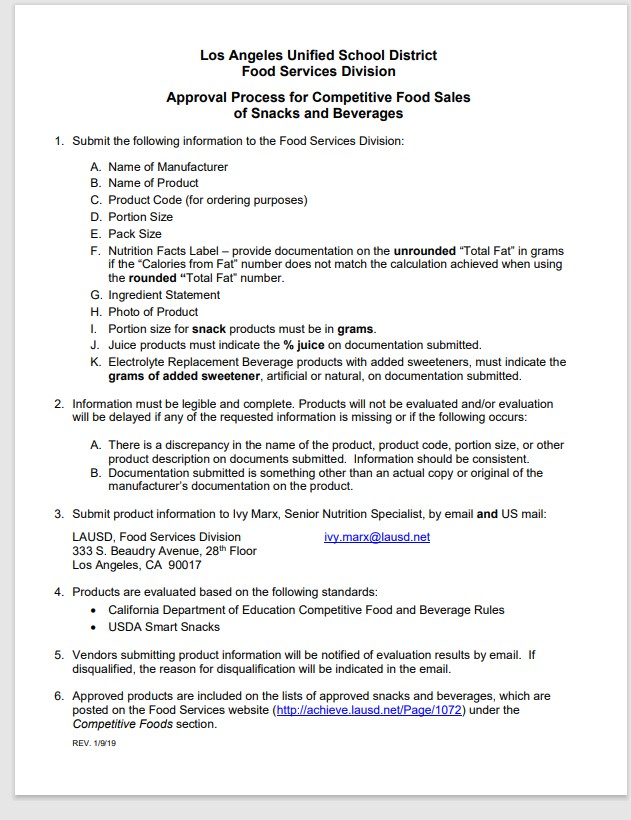 Los Angeles Unified School District
Food Services Division
Approval Process for Competitive Food Sales
of Snacks and Beverages
1. Submit the following information to the Food Services Division:
A. Name of Manufacturer
B. Name of Product
C. Product Code (for ordering purposes)
D. Portion Size
E. Pack Size
F. Nutrition Facts Label – provide documentation on the unrounded “Total Fat” in grams
if the “Calories from Fat” number does not match the calculation achieved when using
the rounded “Total Fat” number.
G. Ingredient Statement
H. Photo of Product
I. Portion size for snack products must be in grams.
J. Juice products must indicate the % juice on documentation submitted.
K. Electrolyte Replacement Beverage products with added sweeteners, must indicate the
grams of added sweetener, artificial or natural, on documentation submitted.
2. Information must be legible and complete. Products will not be evaluated and/or evaluation
will be delayed if any of the requested information is missing or if the following occurs:
A. There is a discrepancy in the name of the product, product code, portion size, or other
product description on documents submitted. Information should be consistent.
B. Documentation submitted is something other than an actual copy or original of the
manufacturer’s documentation on the product.
3. Submit product information to Ivy Marx, Senior Nutrition Specialist, by email and US mail:
LAUSD, Food Services Division ivy.marx@lausd.net
333 S. Beaudry Avenue, 28th Floor
Los Angeles, CA 90017
4. Products are evaluated based on the following standards:
• California Department of Education Competitive Food and Beverage Rules
• USDA Smart Snacks
5. Vendors submitting product information will be notified of evaluation results by email. If
disqualified, the reason for disqualification will be indicated in the email.
6. Approved products are included on the lists of approved snacks and beverages, which are
posted on the Food Services website (http://achieve.lausd.net/Page/1072) under the
Competitive Foods section.
REV. 1/9/19